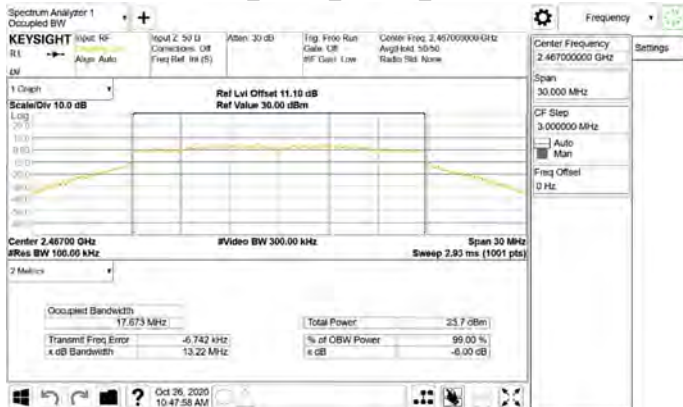 Spectrum Analyzer 1
Occupied BW
+
Frequency
KEYSIGHT
Input: RF
Input Z: 50 Ω
Atten: 30 dB
Trig: Free Run
Center Freq: 2.467000000 GHz
Corrections: Off
Gate: Off
Avg|Hold: 50/50
Align: Auto
Freq Ref: Int (S)
#IF Gain: Low
Radio Std: None
Center Frequency
2.467000000 GHz
Settings
Span
30.000 MHz
CF Step
3.000000 MHz
Auto
Man
Freq Offset
0 Hz
1 Graph
Scale/Div 10.0 dB
Ref Lvl Offset 11.10 dB
Ref Value 30.00 dBm
Log
Center 2.46700 GHz
#Video BW 300.00 kHz
Span 30 MHz
#Res BW 100.00 kHz
Sweep 2.93 ms (1001 pts)
2 Metrics
Occupied Bandwidth
17.673 MHz
Total Power
23.7 dBm
Transmit Freq Error
-6.742 kHz
% of OBW Power
99.00 %
x dB Bandwidth
13.22 MHz
x dB
-6.00 dB
?
Oct 26, 2020
10:47:58 AM